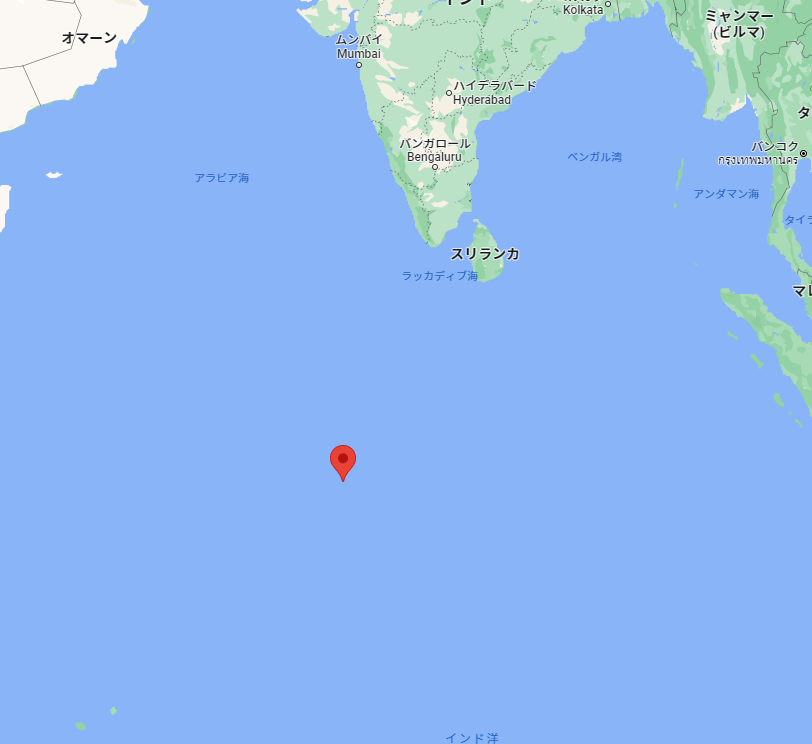 Kolkata
ミャンマー
(ビルマ)
オマーン
ムンバイ
Mumbai
ハイデラバード
Hyderabad
バンガロール
Bengaluru
ベンガル湾
バンコク
กรุงเทพมหานคร
アラビア海
アンダマン海
スリランカ
ラッカディブ海
インド洋